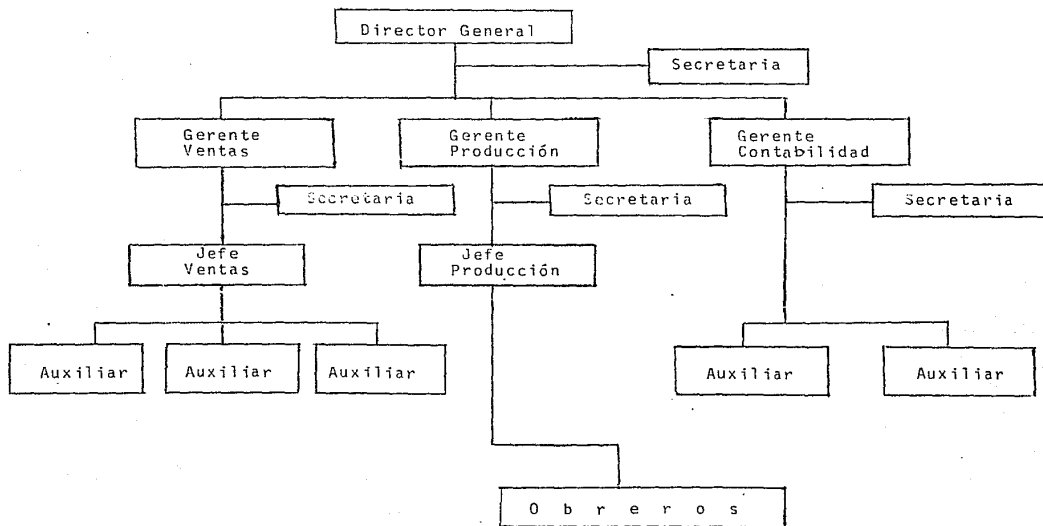 Director General
Secretaria
Gerente
Ventas
Gerente
Producción
Gerente
Contabilidad
Secretaria
Secretaria
Secretaria
Jefe
Ventas
Jefe
Producción
Auxiliar
Auxiliar
Auxiliar
Auxiliar
Auxiliar
Obreros